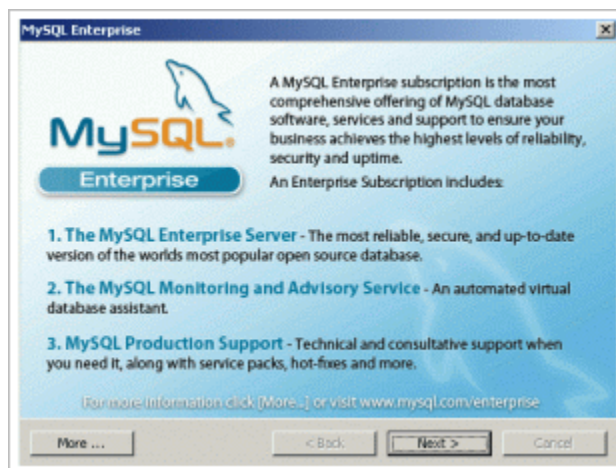 MySQL Enterprise
A MySQL Enterprise subscription is the most
comprehensive offering of MySQL database
software, services and support to ensure your
business achieves the highest levels of reliability,
security and uptime.
An Enterprise Subscription includes:
MySQL.
Enterprise
1. The MySQL Enterprise Server - The most reliable, secure, and up-to-date
version of the worlds most popular open source database.
2. The MySQL Monitoring and Advisory Service - An automated virtual
database assistant.
3. MySQL Production Support - Technical and consultative support when
you need it, along with service packs, hot-fixes and more.
For more information click [More...] or visit www.mysql.com/enterprise
More ...
< Back
Next >
Cancel